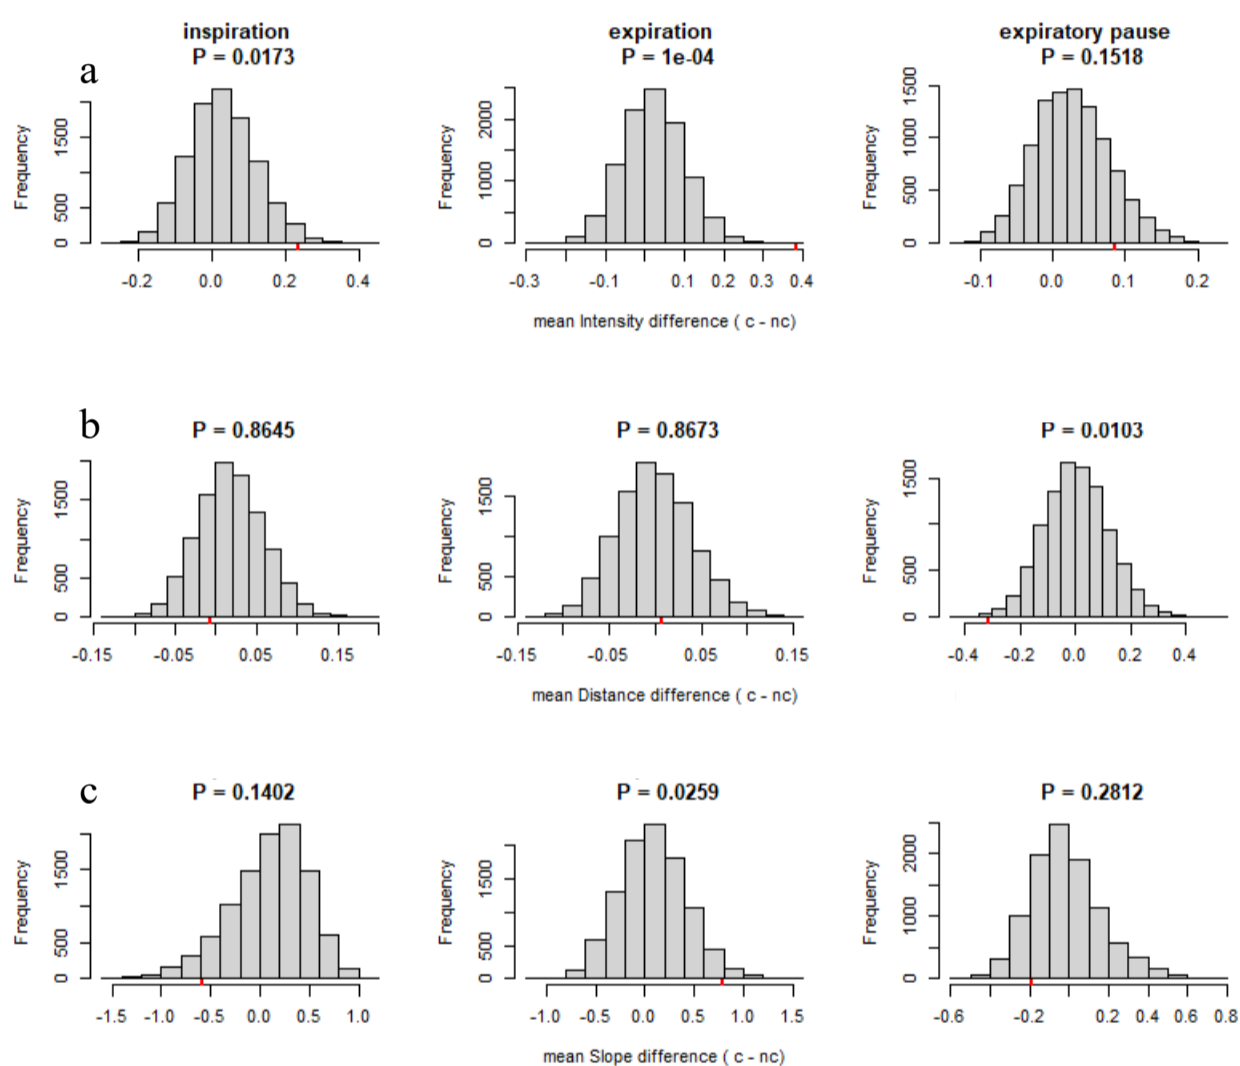 inspiration
P = 0.0173
expiration
P = 1e-04
expiratory pause
P = 0.1518
a
Frequency
0 500 1500
-0.2 0.0 0.2 0.4
Frequency
0 1000 2000
-0.3 -0.1 0.1 0.2 0.3 0.4
Frequency
0 500 1000 1500
-0.1 0.0 0.1 0.2
mean Intensity difference ( c - nc)
b
P = 0.8645
P = 0.8673
P = 0.0103
Frequency
0 500 1500
-0.15 -0.05 0.05 0.15
Frequency
0 500 1500
-0.15 -0.05 0.05 0.15
Frequency
0 500 1500
-0.4 -0.2 0.0 0.2 0.4
mean Distance difference ( c - nc)
c
P = 0.1402
P = 0.0259
P = 0.2812
Frequency
0 500 1500
-1.5 -1.0 -0.5 0.0 0.5 1.0
Frequency
0 500 1500
-1.0 -0.5 0.0 0.5 1.0 1.5
Frequency
0 1000 2000
-0.6 -0.2 0.2 0.4 0.6 0.8
mean Slope difference ( c - nc)